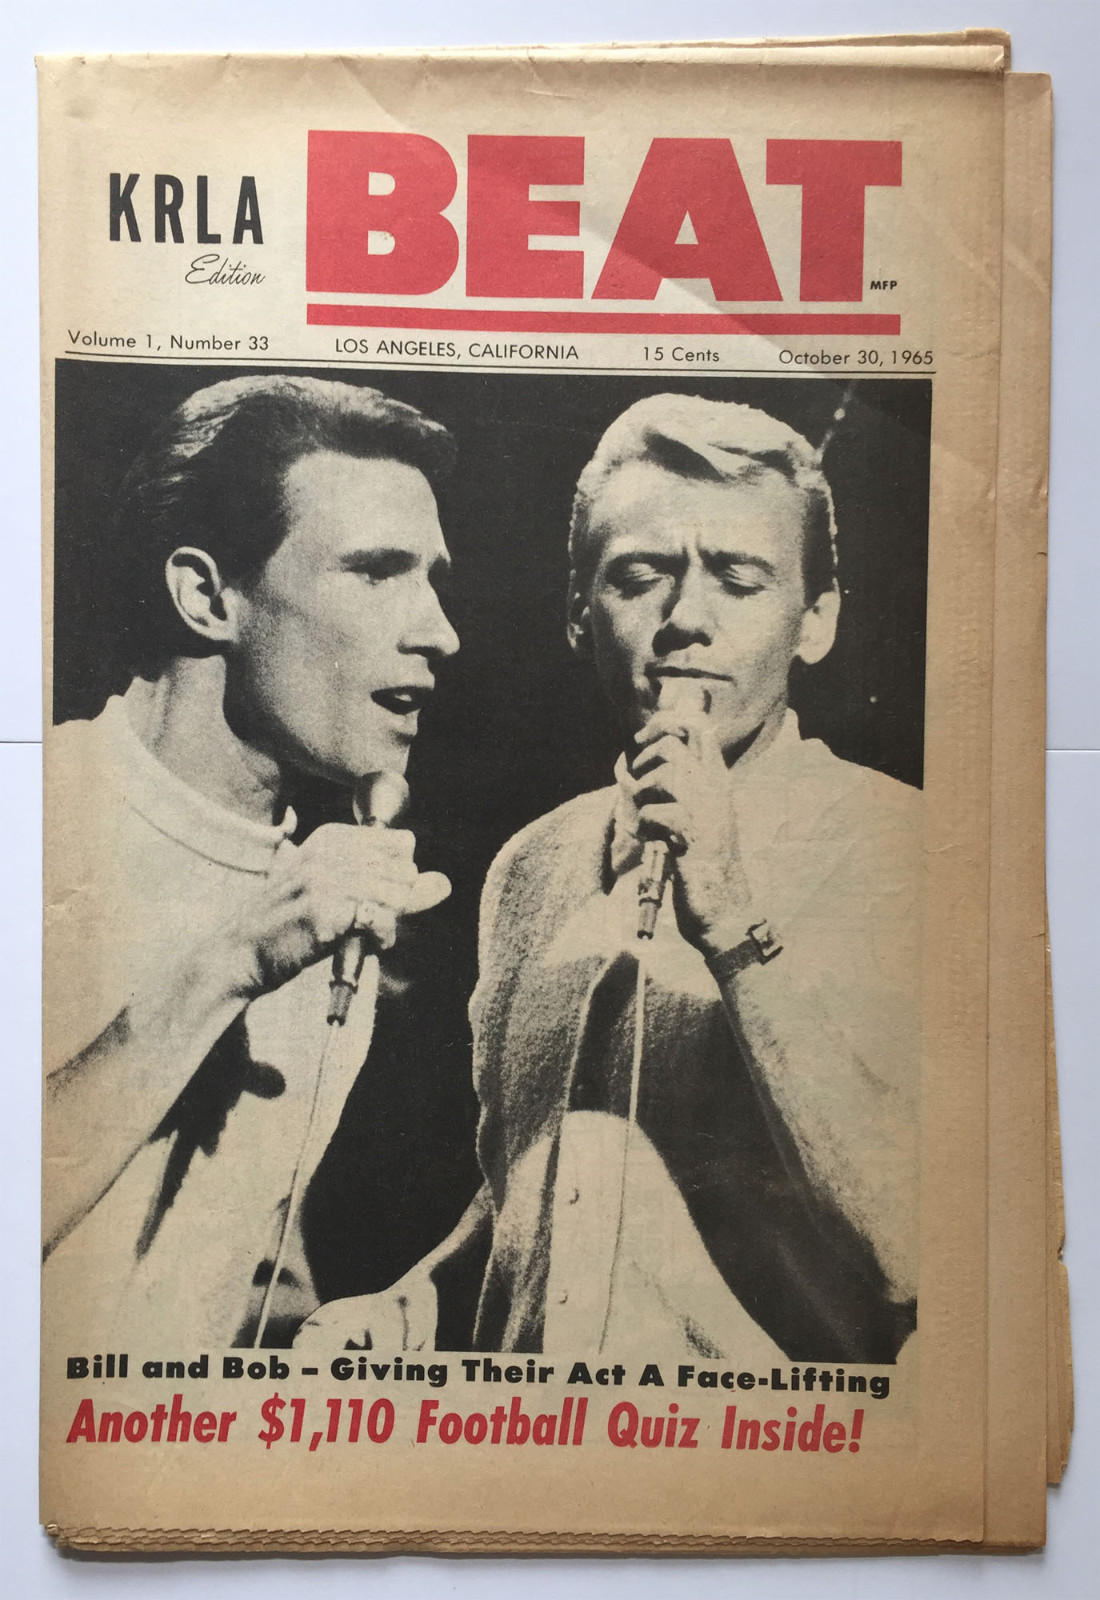 KRLA
Edition
BEAT
MFP
Volume 1, Number 33 LOS ANGELES, CALIFORNIA 15 Cents October 30, 1965
Bill and Bob – Giving Their Act A Face-Lifting
Another $1,110 Football Quiz Inside!